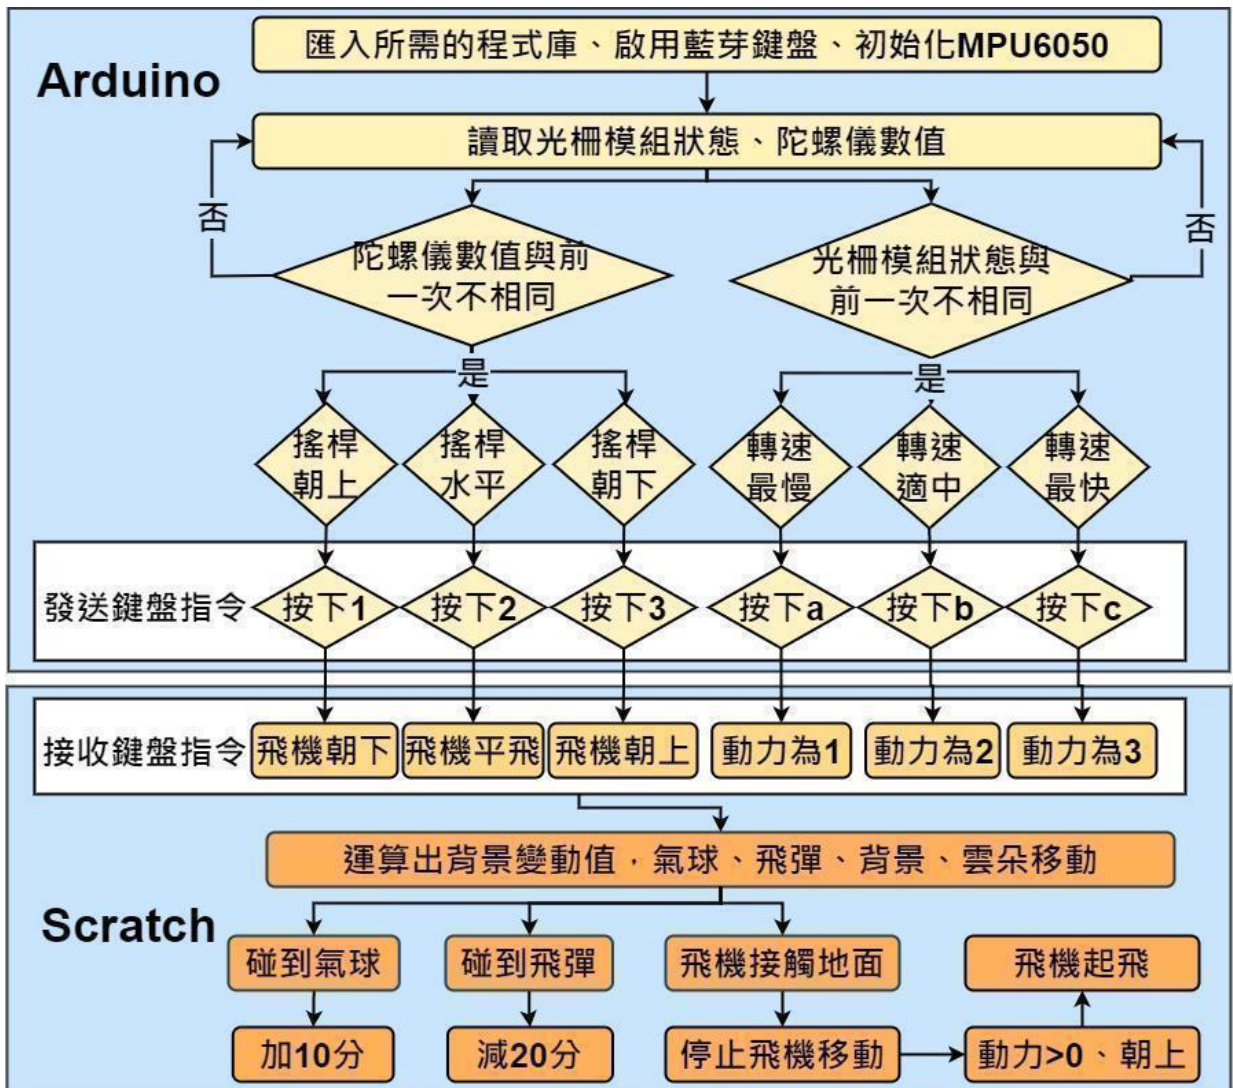 匯入所需的程式庫、啟用藍芽鍵盤、初始化MPU6050
Arduino
讀取光柵模組狀態、陀螺儀數值
否
否
陀螺儀數值與前
一次不相同
光柵模組狀態與
前一次不相同
是
是
搖桿
朝上
搖桿
水平
搖桿
朝下
轉速
最慢
轉速
適中
轉速
最快
發送鍵盤指令
按下1
按下2
按下3
按下a
按下b
按下c
接收鍵盤指令
飛機朝下
飛機平飛
飛機朝上
動力為1
動力為2
動力為3
運算出背景變動值，氣球、飛彈、背景、雲朵移動
Scratch
碰到氣球
碰到飛彈
飛機接觸地面
飛機起飛
加10分
減20分
停止飛機移動
動力>0、朝上